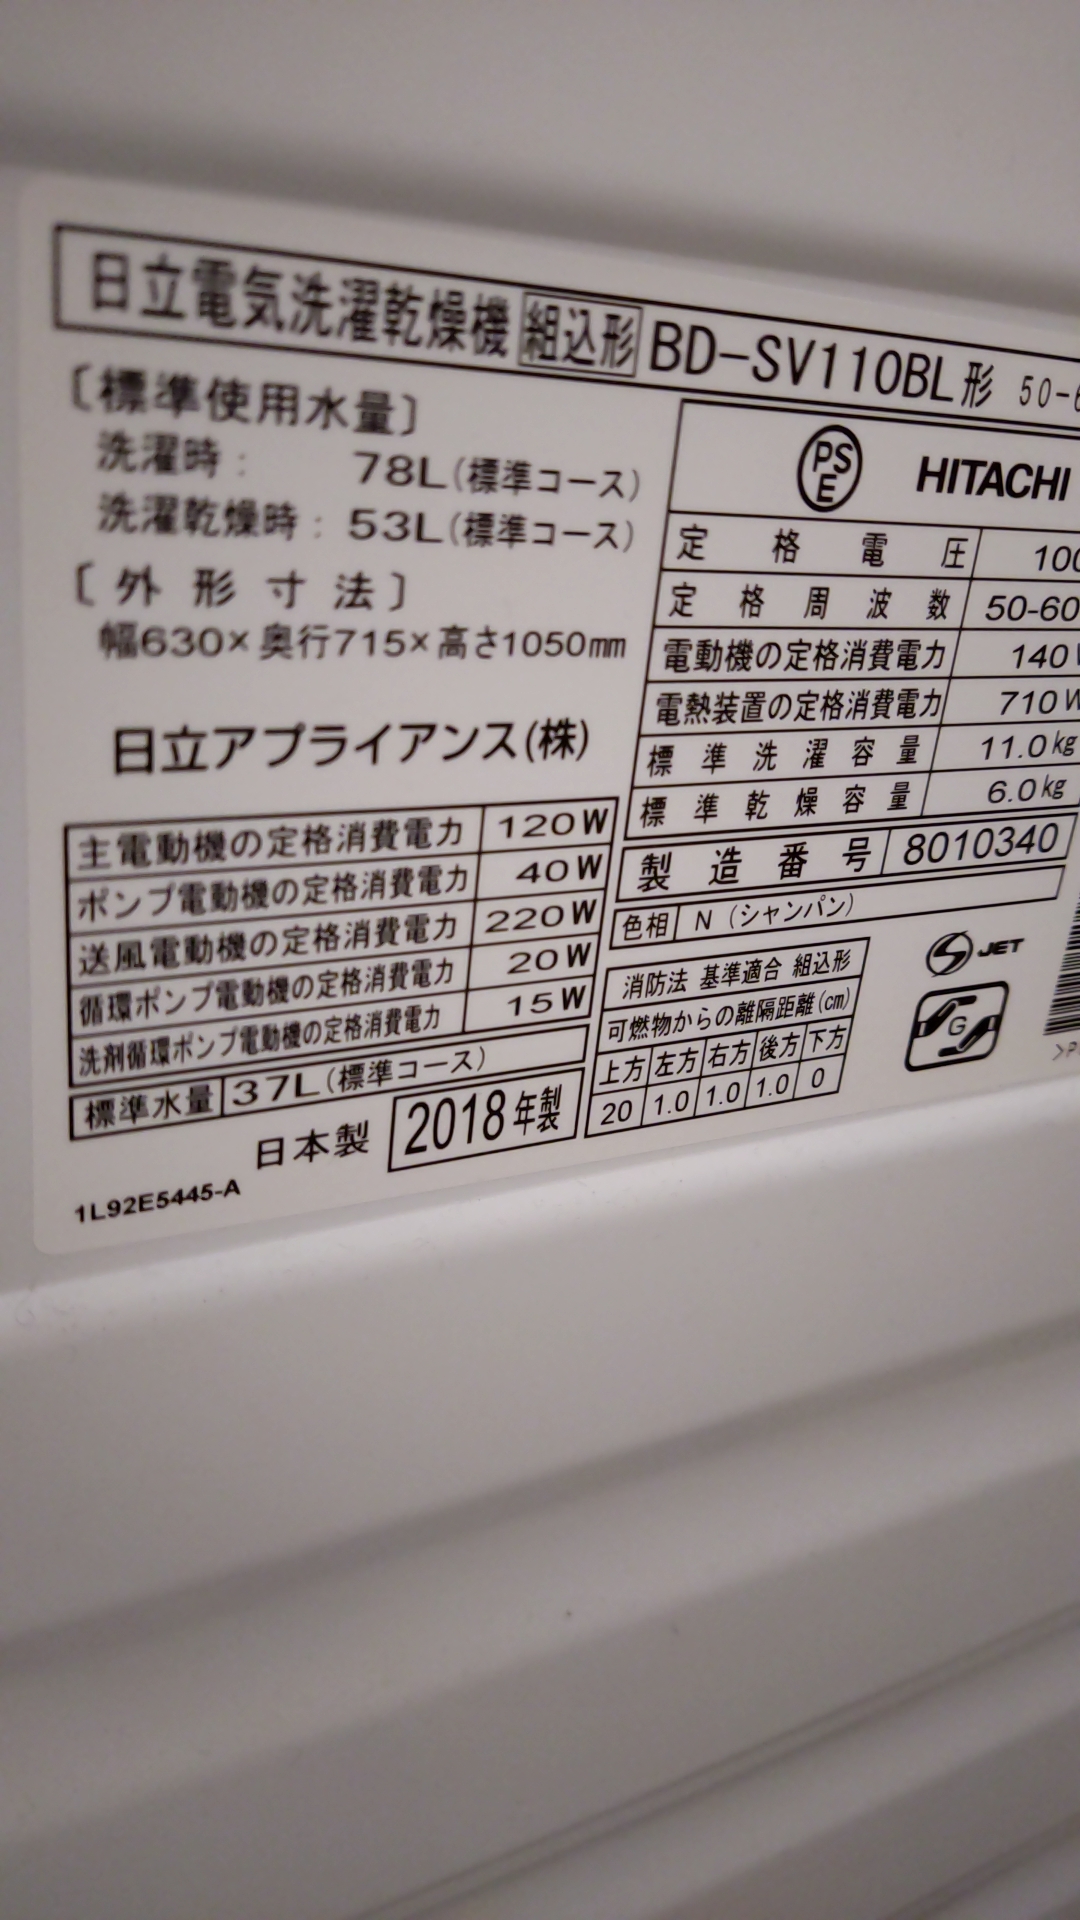 日立電気洗濯乾燥機 組込形 BD-SV110BL形 50-6
〔標準使用水量〕
洗濯時: 78L(標準コース)
洗濯乾燥時: 53L(標準コース)
〔外形寸法〕
幅630×奥行715×高さ1050mm
日立アプライアンス(株)
主電動機の定格消費電力 120W
ポンプ電動機の定格消費電力 40W
送風電動機の定格消費電力 220W
循環ポンプ電動機の定格消費電力 20W
洗剤循環ポンプ電動機の定格消費電力 15W
標準水量 37L(標準コース)
日本製 2018年製
1L92E5445-A
PSE HITACHI
定格電圧 100
定格周波数 50-60
電動機の定格消費電力 140W
電熱装置の定格消費電力 710W
標準洗濯容量 11.0kg
標準乾燥容量 6.0kg
製造番号 8010340
色相 N(シャンパン)
消防法 基準適合 組込形
可燃物からの離隔距離(cm)
上方 左方 右方 後方 下方
20 1.0 1.0 1.0 0
JET
G
>P